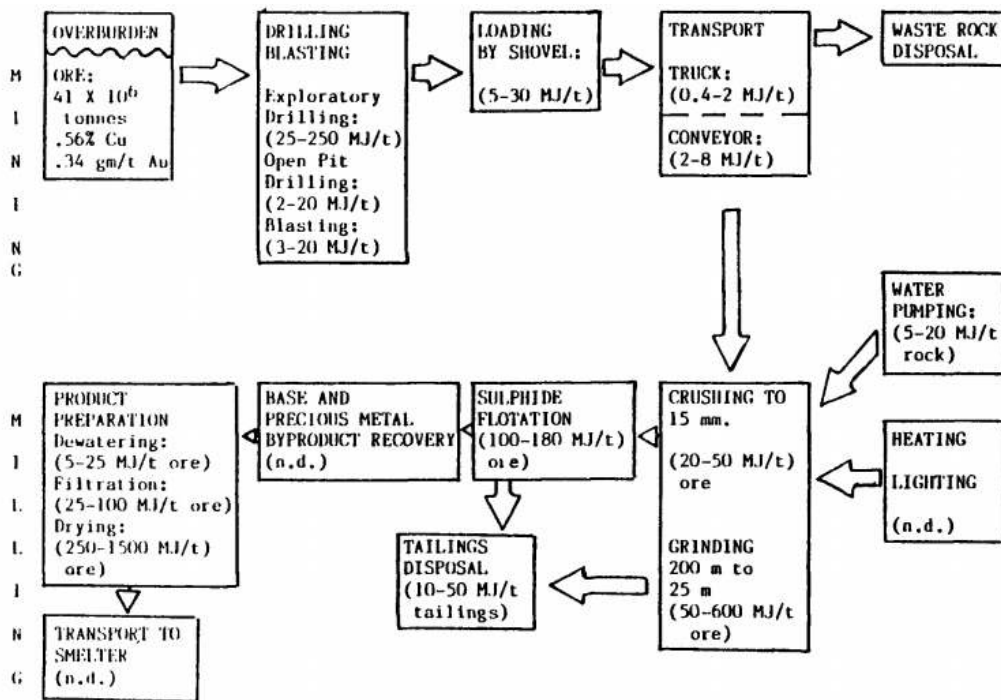 OVERBURDEN
ORE:
41 X 10⁶
tonnes
.56% Cu
.34 gm/t Au
DRILLING
BLASTING
Exploratory
Drilling:
(25-250 MJ/t)
Open Pit
Drilling:
(2-20 MJ/t)
Blasting:
(3-20 MJ/t)
LOADING
BY SHOVEL:
(5-30 MJ/t)
TRANSPORT
TRUCK:
(0.4-2 MJ/t)
CONVEYOR:
(2-8 MJ/t)
WASTE ROCK
DISPOSAL
M
I
N
I
N
G
WATER
PUMPING:
(5-20 MJ/t
rock)
HEATING
LIGHTING
(n.d.)
CRUSHING TO
15 mm.
(20-50 MJ/t)
ore
GRINDING
200 m to
25 m
(50-600 MJ/t
ore)
SULPHIDE
FLOTATION
(100-180 MJ/t)
ore)
BASE AND
PRECIOUS METAL
BYPRODUCT RECOVERY
(n.d.)
PRODUCT
PREPARATION
Dewatering:
(5-25 MJ/t ore)
Filtration:
(25-100 MJ/t ore)
Drying:
(250-1500 MJ/t)
ore)
TAILINGS
DISPOSAL
(10-50 MJ/t
tailings)
TRANSPORT TO
SMELTER
(n.d.)
M
I
L
L
I
N
G